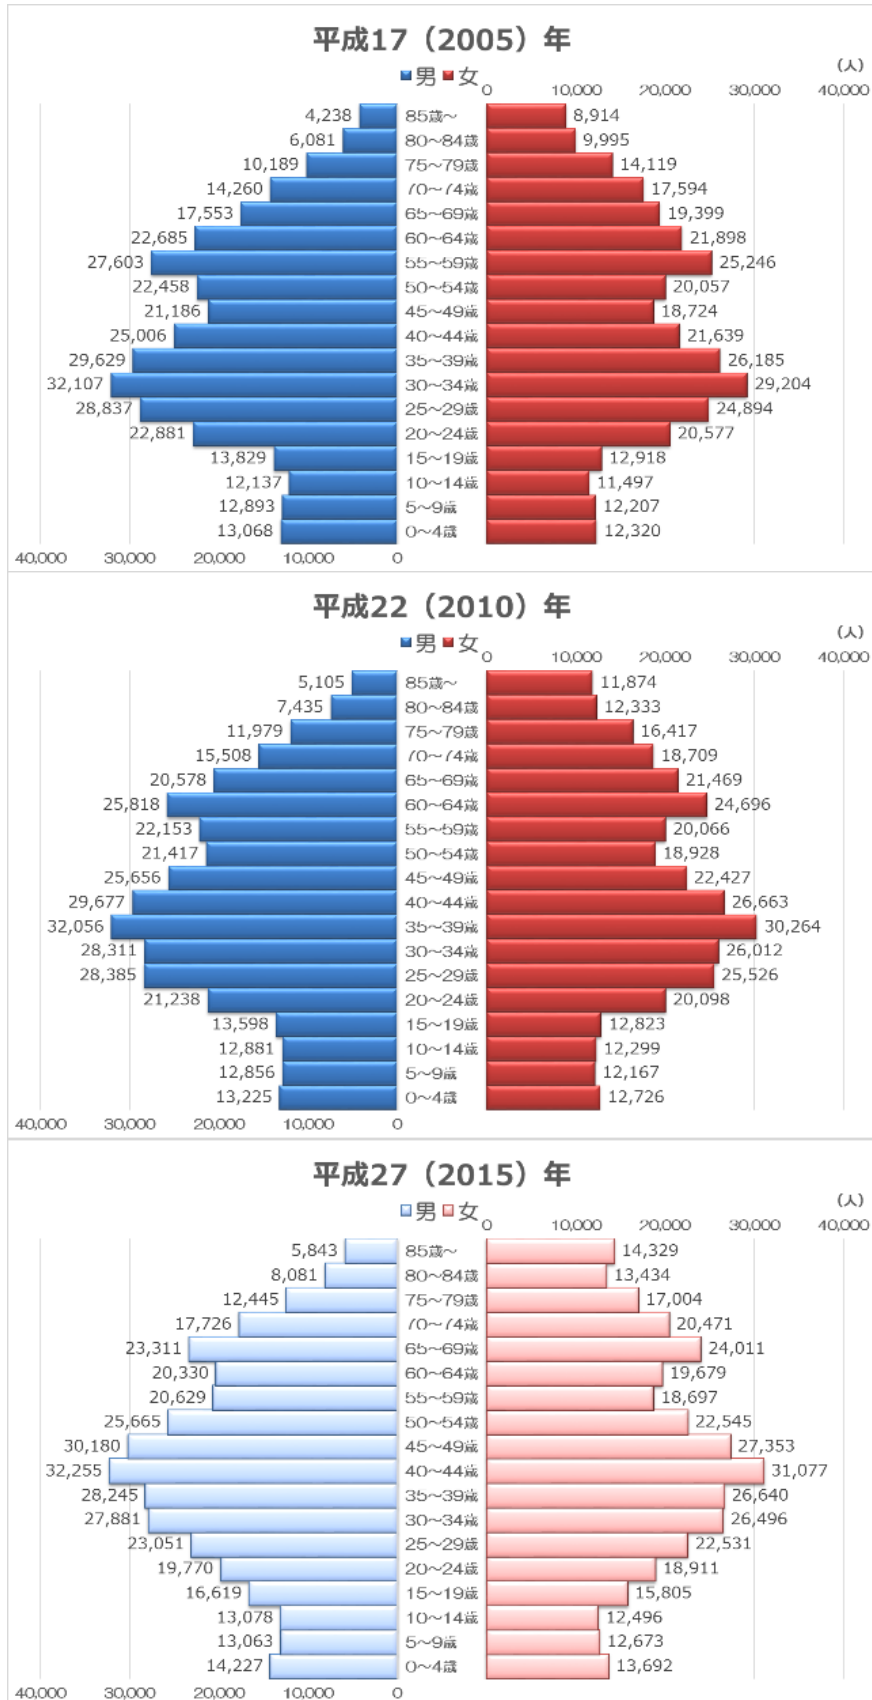 平成17（2005）年
■男 ■女
（人）
0 10,000 20,000 30,000 40,000
4,238 85歳～ 8,914
6,081 80～84歳 9,995
10,189 75～79歳 14,119
14,260 70～74歳 17,594
17,553 65～69歳 19,399
22,685 60～64歳 21,898
27,603 55～59歳 25,246
22,458 50～54歳 20,057
21,186 45～49歳 18,724
25,006 40～44歳 21,639
29,629 35～39歳 26,185
32,107 30～34歳 29,204
28,837 25～29歳 24,894
22,881 20～24歳 20,577
13,829 15～19歳 12,918
12,137 10～14歳 11,497
12,893 5～9歳 12,207
13,068 0～4歳 12,320
40,000 30,000 20,000 10,000 0
平成22（2010）年
■男 ■女
（人）
0 10,000 20,000 30,000 40,000
5,105 85歳～ 11,874
7,435 80～84歳 12,333
11,979 75～79歳 16,417
15,508 70～74歳 18,709
20,578 65～69歳 21,469
25,818 60～64歳 24,696
22,153 55～59歳 20,066
21,417 50～54歳 18,928
25,656 45～49歳 22,427
29,677 40～44歳 26,663
32,056 35～39歳 30,264
28,311 30～34歳 26,012
28,385 25～29歳 25,526
21,238 20～24歳 20,098
13,598 15～19歳 12,823
12,881 10～14歳 12,299
12,856 5～9歳 12,167
13,225 0～4歳 12,726
40,000 30,000 20,000 10,000 0
平成27（2015）年
□男 □女
（人）
0 10,000 20,000 30,000 40,000
5,843 85歳～ 14,329
8,081 80～84歳 13,434
12,445 75～79歳 17,004
17,726 70～74歳 20,471
23,311 65～69歳 24,011
20,330 60～64歳 19,679
20,629 55～59歳 18,697
25,665 50～54歳 22,545
30,180 45～49歳 27,353
32,255 40～44歳 31,077
28,245 35～39歳 26,640
27,881 30～34歳 26,496
23,051 25～29歳 22,531
19,770 20～24歳 18,911
16,619 15～19歳 15,805
13,078 10～14歳 12,496
13,063 5～9歳 12,673
14,227 0～4歳 13,692
40,000 30,000 20,000 10,000 0